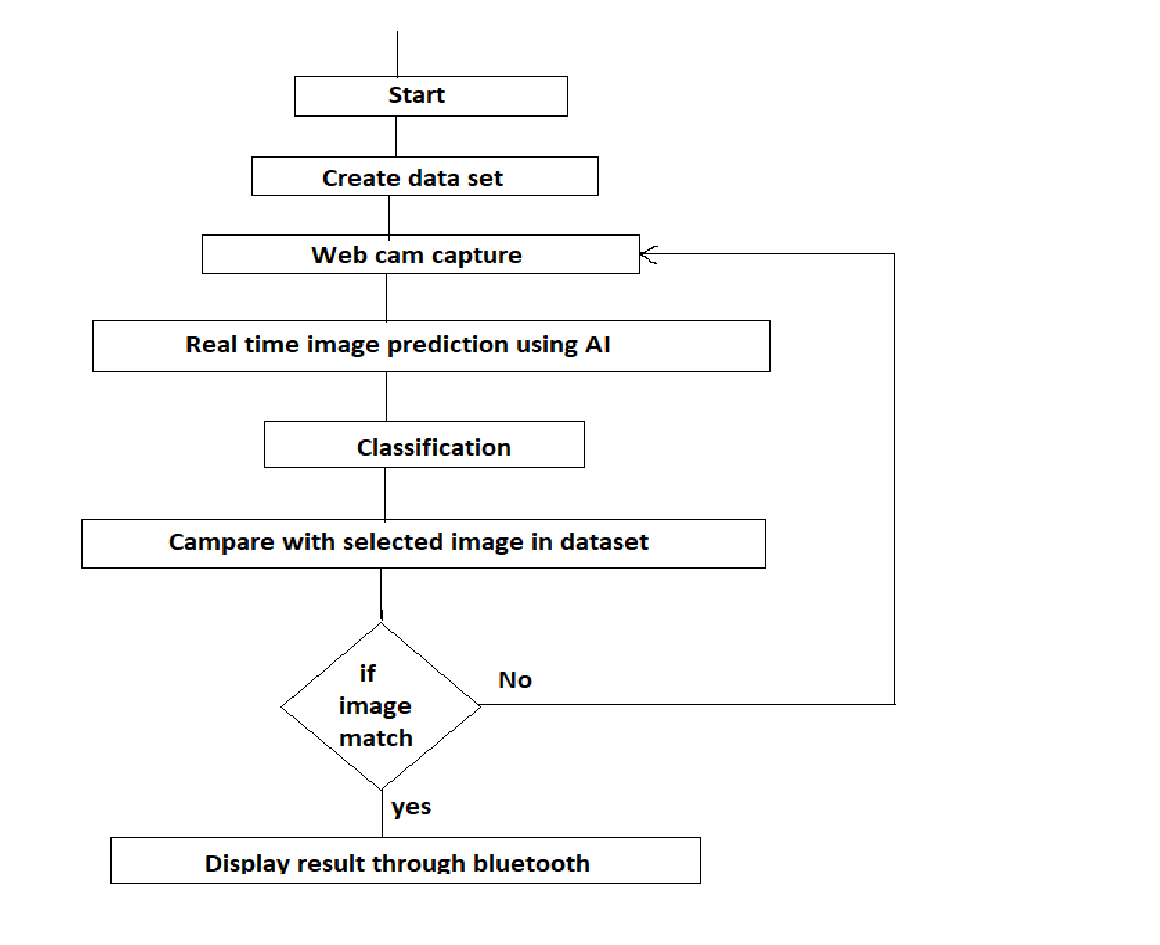 Start
Create data set
Web cam capture
Real time image prediction using AI
Classification
Campare with selected image in dataset
if
image
match
No
yes
Display result through bluetooth